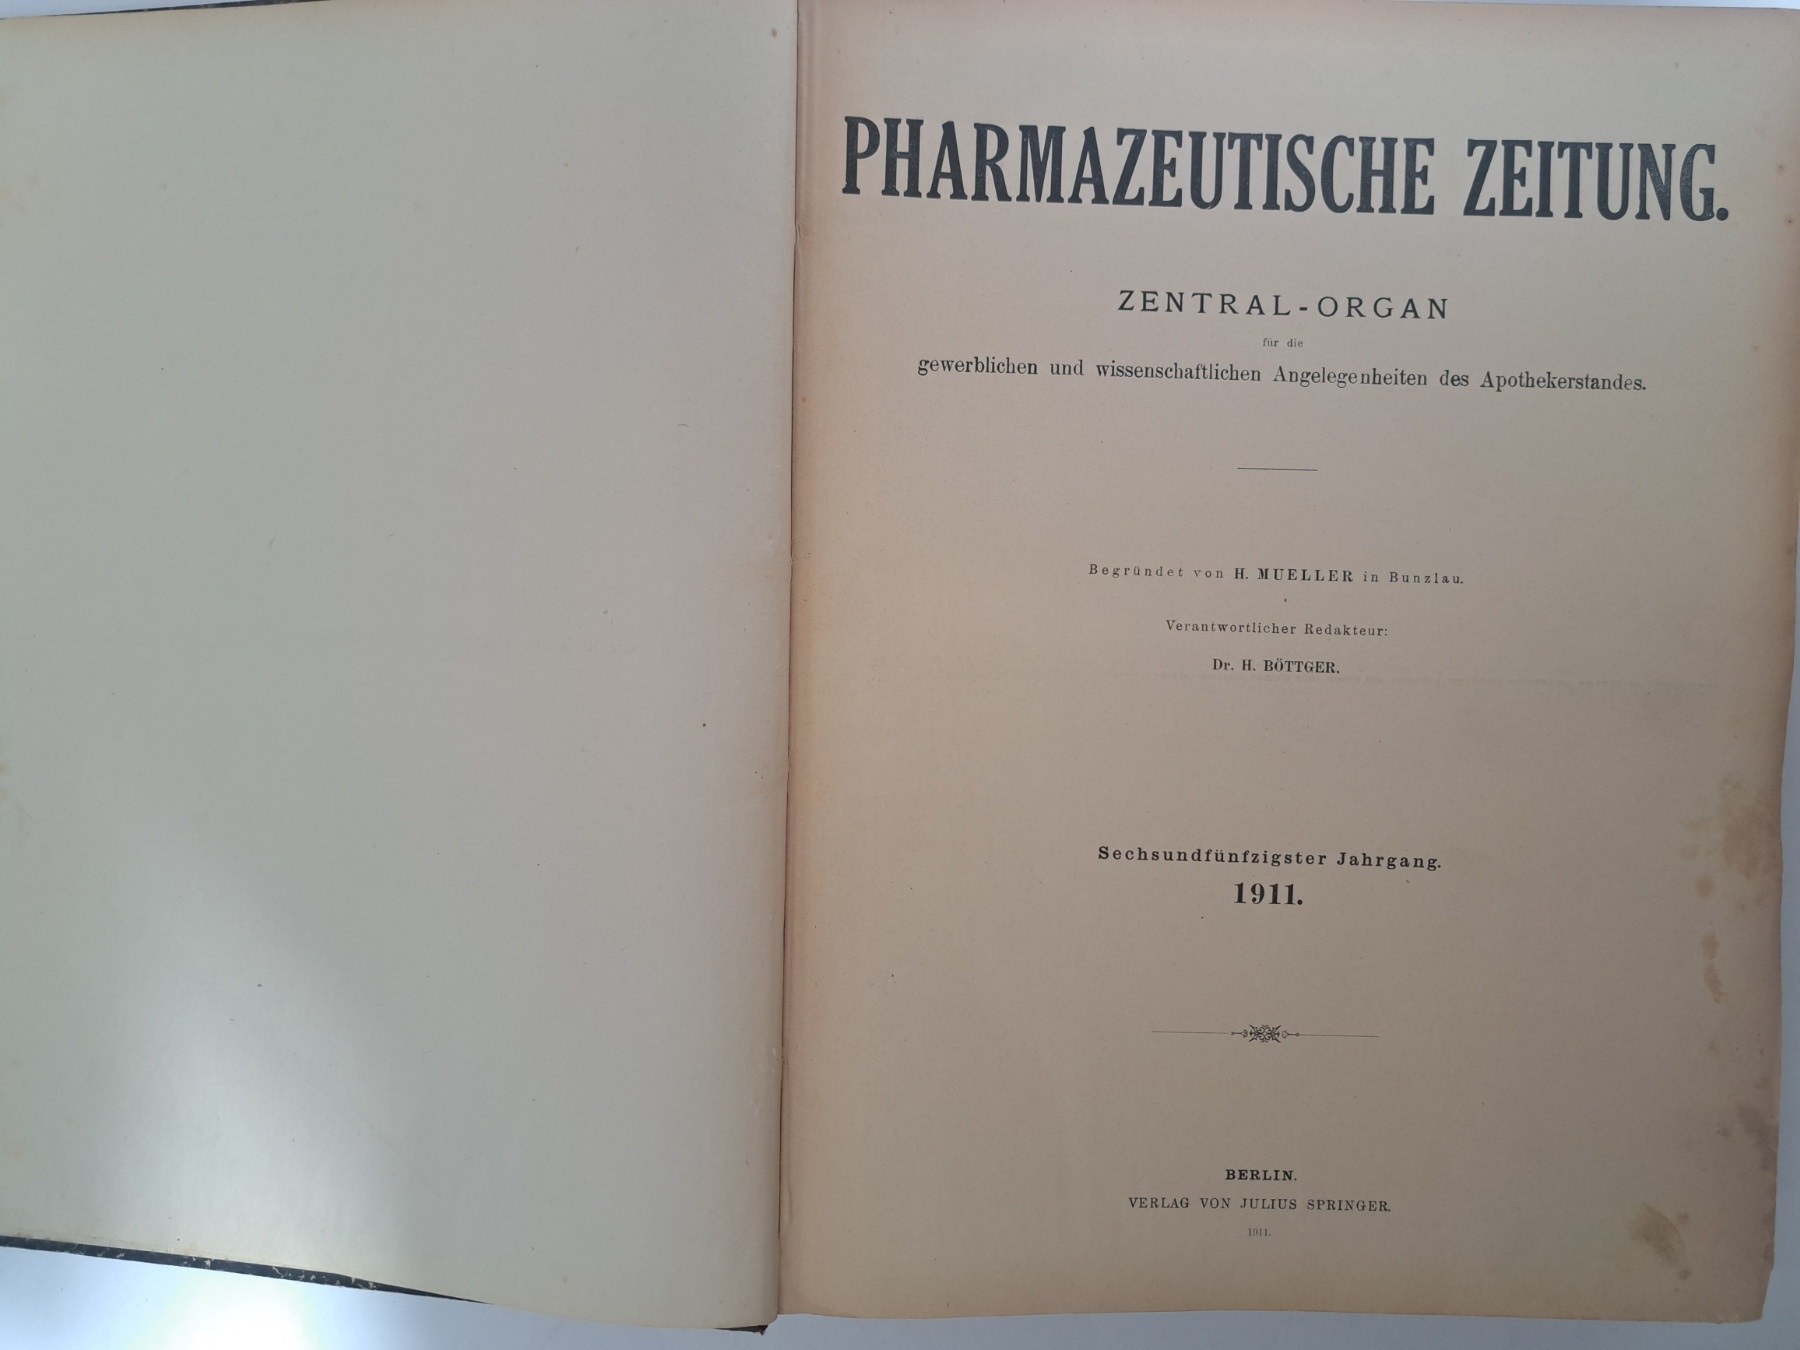 PHARMAZEUTISCHE ZEITUNG.
ZENTRAL-ORGAN
für die
gewerblichen und wissenschaftlichen Angelegenheiten des Apothekerstandes.
Begründet von H. MUELLER in Bunzlau.
Verantwortlicher Redakteur:
Dr. H. BÖTTGER.
Sechsundfünfzigster Jahrgang.
1911.
BERLIN.
VERLAG VON JULIUS SPRINGER.
1911.